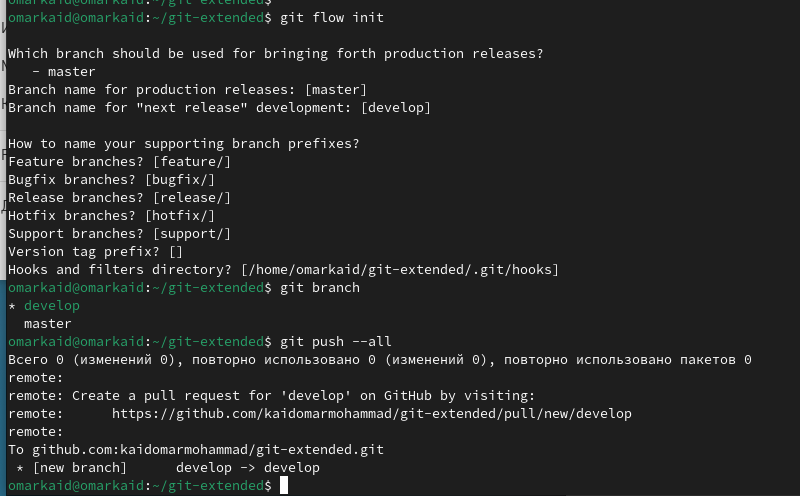 omarkaid@omarkaid:~/git-extended$
omarkaid@omarkaid:~/git-extended$ git flow init

Which branch should be used for bringing forth production releases?
   - master
Branch name for production releases: [master]
Branch name for "next release" development: [develop]

How to name your supporting branch prefixes?
Feature branches? [feature/]
Bugfix branches? [bugfix/]
Release branches? [release/]
Hotfix branches? [hotfix/]
Support branches? [support/]
Version tag prefix? []
Hooks and filters directory? [/home/omarkaid/git-extended/.git/hooks]
omarkaid@omarkaid:~/git-extended$ git branch
* develop
  master
omarkaid@omarkaid:~/git-extended$ git push --all
Всего 0 (изменений 0), повторно использовано 0 (изменений 0), повторно использовано пакетов 0
remote:
remote: Create a pull request for 'develop' on GitHub by visiting:
remote:      https://github.com/kaidomarmohammad/git-extended/pull/new/develop
remote:
To github.com:kaidomarmohammad/git-extended.git
 * [new branch]      develop -> develop
omarkaid@omarkaid:~/git-extended$